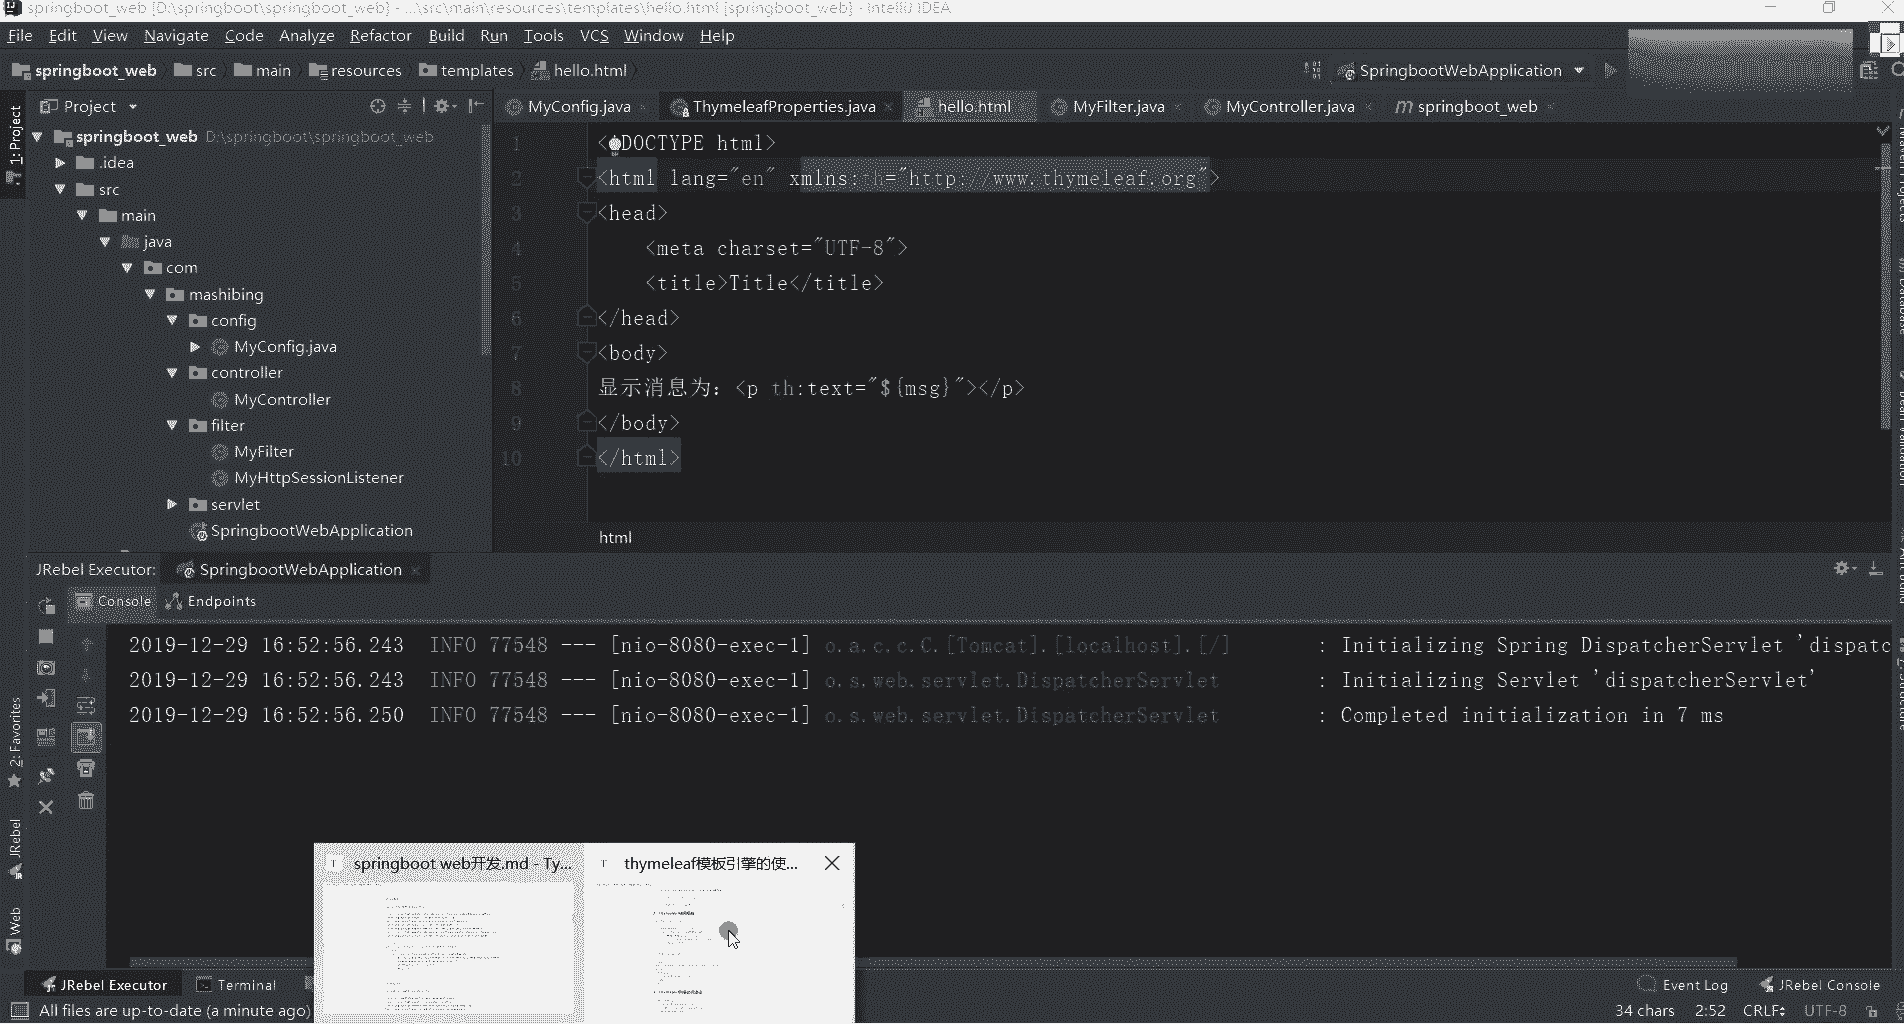 springboot_web [D:\springboot\springboot_web] - ...\src\main\resources\templates\hello.html [springboot_web] - IntelliJ IDEA
File Edit View Navigate Code Analyze Refactor Build Run Tools VCS Window Help
springboot_web src main resources templates hello.html SpringbootWebApplication
1: Project
Project
MyConfig.java ThymeleafProperties.java hello.html MyFilter.java MyController.java springboot_web
springboot_web D:\springboot\springboot_web
.idea
src
main
java
com
mashibing
config
MyConfig.java
controller
MyController
filter
MyFilter
MyHttpSessionListener
servlet
SpringbootWebApplication
1 <!DOCTYPE html>
2 <html lang="en" xmlns:th="http://www.thymeleaf.org">
3 <head>
4 <meta charset="UTF-8">
5 <title>Title</title>
6 </head>
7 <body>
8 显示消息为：<p th:text="${msg}"></p>
9 </body>
10 </html>
html
JRebel Executor: SpringbootWebApplication
Console Endpoints
2019-12-29 16:52:56.243 INFO 77548 --- [nio-8080-exec-1] o.a.c.c.C.[Tomcat].[localhost].[/] : Initializing Spring DispatcherServlet 'dispatc
2019-12-29 16:52:56.243 INFO 77548 --- [nio-8080-exec-1] o.s.web.servlet.DispatcherServlet : Initializing Servlet 'dispatcherServlet'
2019-12-29 16:52:56.250 INFO 77548 --- [nio-8080-exec-1] o.s.web.servlet.DispatcherServlet : Completed initialization in 7 ms
2: Favorites
JRebel
Web
springboot web开发.md - Ty...
thymeleaf模板引擎的使...
JRebel Executor Terminal
Event Log JRebel Console
All files are up-to-date (a minute ago)
34 chars 2:52 CRLF UTF-8